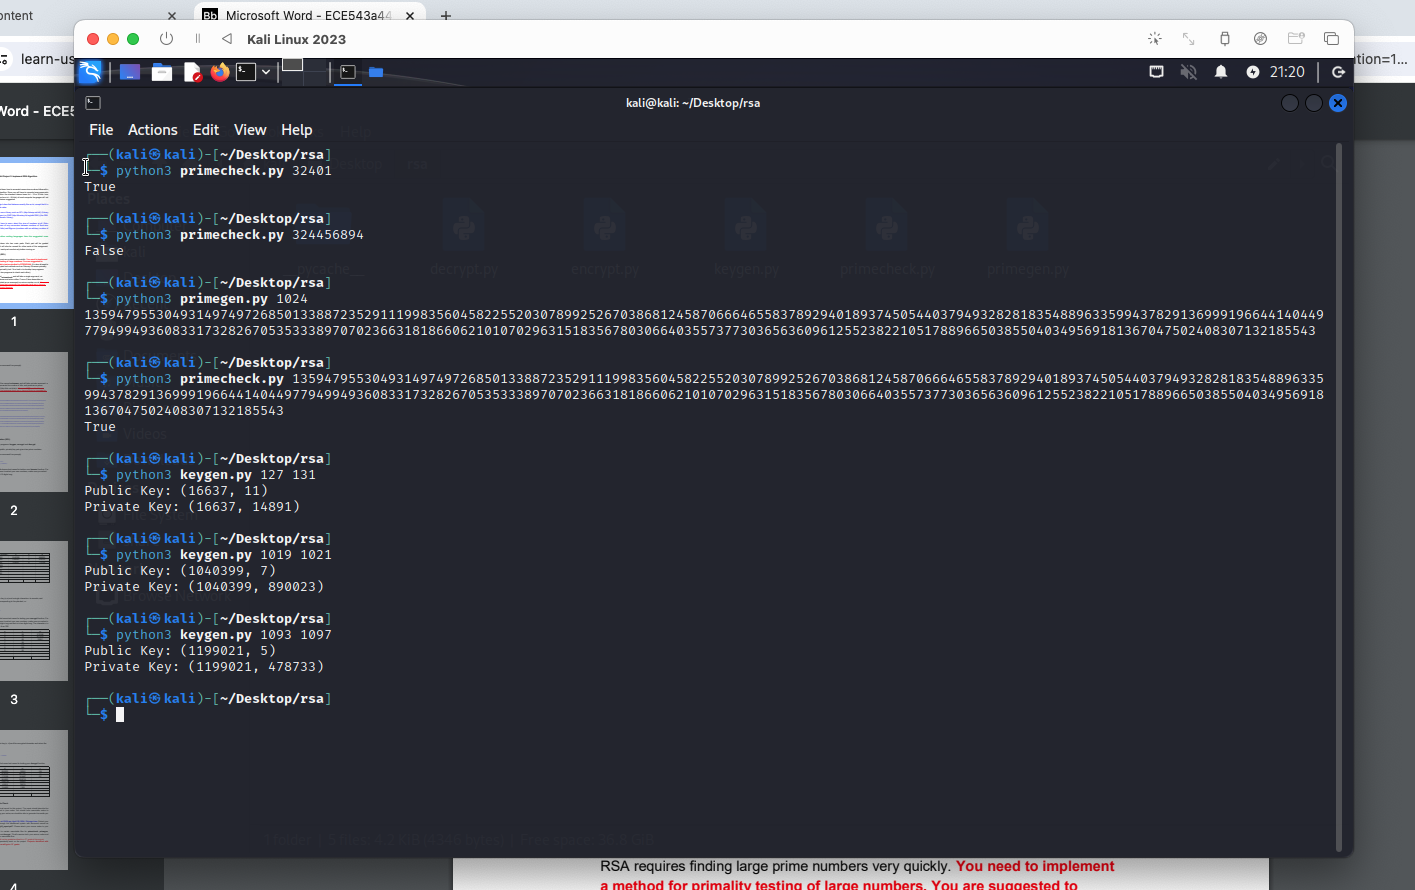 ontent
Microsoft Word - ECE543a44
learn-us
tion=1...
Word - ECE5
Kali Linux 2023
21:20
kali@kali: ~/Desktop/rsa
File Actions Edit View Help
┌──(kali㉿kali)-[~/Desktop/rsa]
└─$ python3 primecheck.py 32401
True
┌──(kali㉿kali)-[~/Desktop/rsa]
└─$ python3 primecheck.py 324456894
False
┌──(kali㉿kali)-[~/Desktop/rsa]
└─$ python3 primegen.py 1024
┌──(kali㉿kali)-[~/Desktop/rsa]
└─$ python3 primecheck.py
136704750240830713218 5543
True
┌──(kali㉿kali)-[~/Desktop/rsa]
└─$ python3 keygen.py 127 131
Public Key: (16637, 11)
Private Key: (16637, 14891)
┌──(kali㉿kali)-[~/Desktop/rsa]
└─$ python3 keygen.py 1019 1021
Public Key: (1040399, 7)
Private Key: (1040399, 890023)
┌──(kali㉿kali)-[~/Desktop/rsa]
└─$ python3 keygen.py 1093 1097
Public Key: (1199021, 5)
Private Key: (1199021, 478733)
┌──(kali㉿kali)-[~/Desktop/rsa]
└─$
1
2
3
4
RSA requires finding large prime numbers very quickly. You need to implement
a method for primality testing of large numbers. You are suggested to